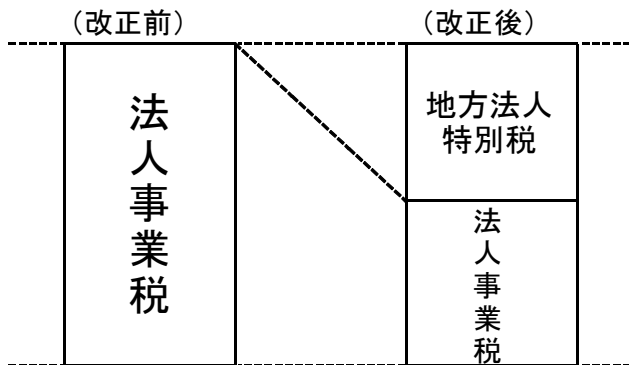 （改正前）
（改正後）
法人事業税
地方法人
特別税
法人事業税